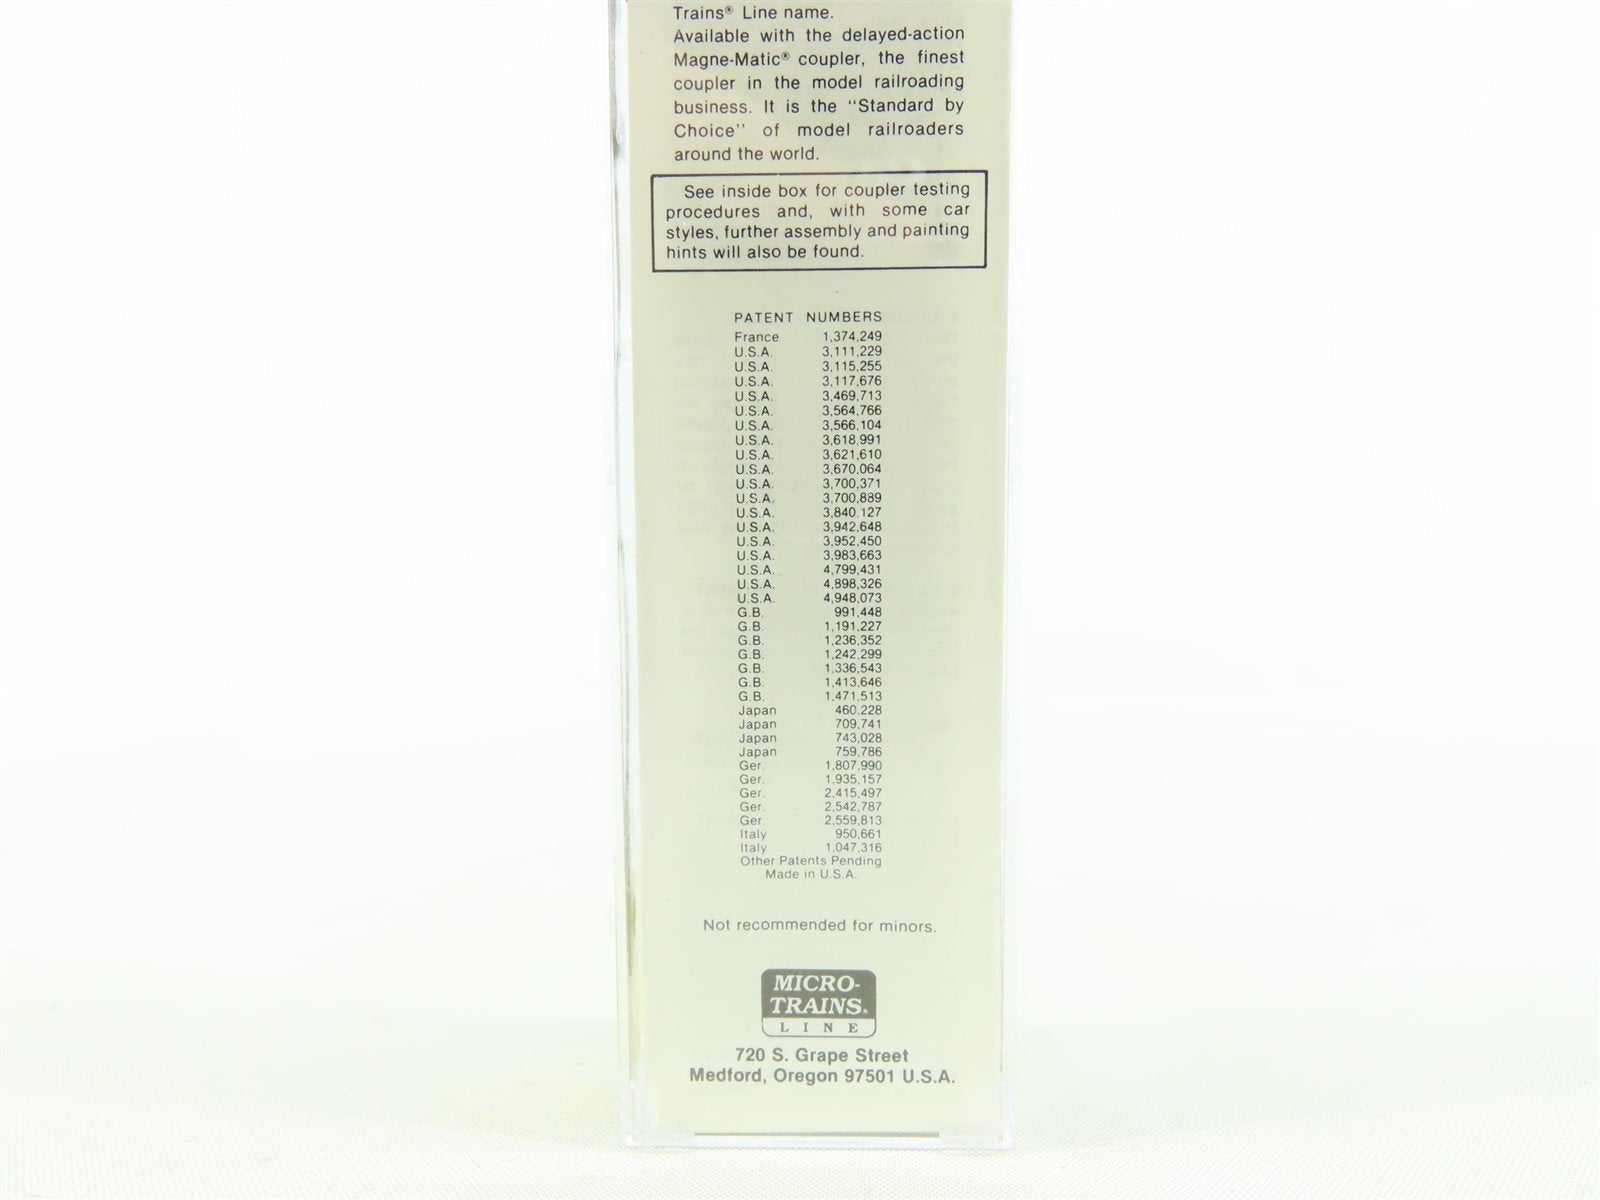 Trains® Line name.
Available with the delayed-action
Magne-Matic® coupler, the finest
coupler in the model railroading
business. It is the "Standard by
Choice" of model railroaders
around the world.
See inside box for coupler testing
procedures and, with some car
styles, further assembly and painting
hints will also be found.
PATENT NUMBERS
France 1,374,249
U.S.A. 3,111,229
U.S.A. 3,115,255
U.S.A. 3,117,676
U.S.A. 3,469,713
U.S.A. 3,564,766
U.S.A. 3,566,104
U.S.A. 3,618,991
U.S.A. 3,621,610
U.S.A. 3,670,064
U.S.A. 3,700,371
U.S.A. 3,700,889
U.S.A. 3,840.127
U.S.A. 3,942,648
U.S.A. 3,952,450
U.S.A. 3,983,663
U.S.A. 4,799,431
U.S.A. 4,898,326
U.S.A. 4,948,073
G.B. 991,448
G.B. 1,191,227
G.B. 1,236,352
G.B. 1,242,299
G.B. 1,336,543
G.B. 1,413,646
G.B. 1,471,513
Japan 460,228
Japan 709,741
Japan 743,028
Japan 759,786
Ger. 1,807,990
Ger. 1,935,157
Ger. 2,415,497
Ger. 2,542,787
Ger. 2,559,813
Italy 950,661
Italy 1,047,316
Other Patents Pending
Made in U.S.A.
Not recommended for minors.
MICRO-
TRAINS®
LINE
720 S. Grape Street
Medford, Oregon 97501 U.S.A.